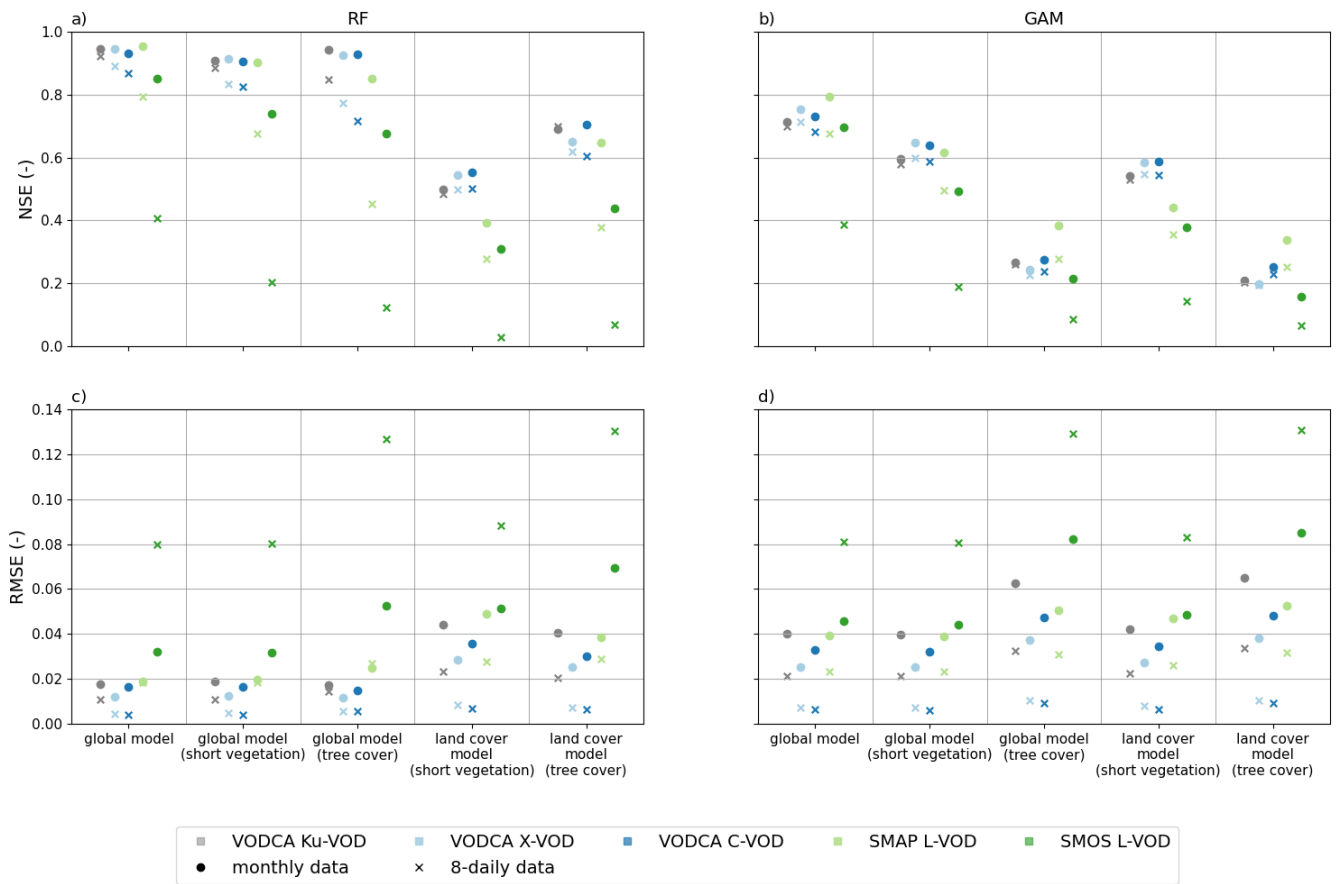 a)
RF
b)
GAM
NSE (-)
1.0
0.8
0.6
0.4
0.2
0.0
c)
d)
RMSE (-)
0.14
0.12
0.10
0.08
0.06
0.04
0.02
0.00
global model
global model
(short vegetation)
global model
(tree cover)
land cover
model
(short vegetation)
land cover
model
(tree cover)
global model
global model
(short vegetation)
global model
(tree cover)
land cover
model
(short vegetation)
land cover
model
(tree cover)
VODCA Ku-VOD
VODCA X-VOD
VODCA C-VOD
SMAP L-VOD
SMOS L-VOD
monthly data
8-daily data